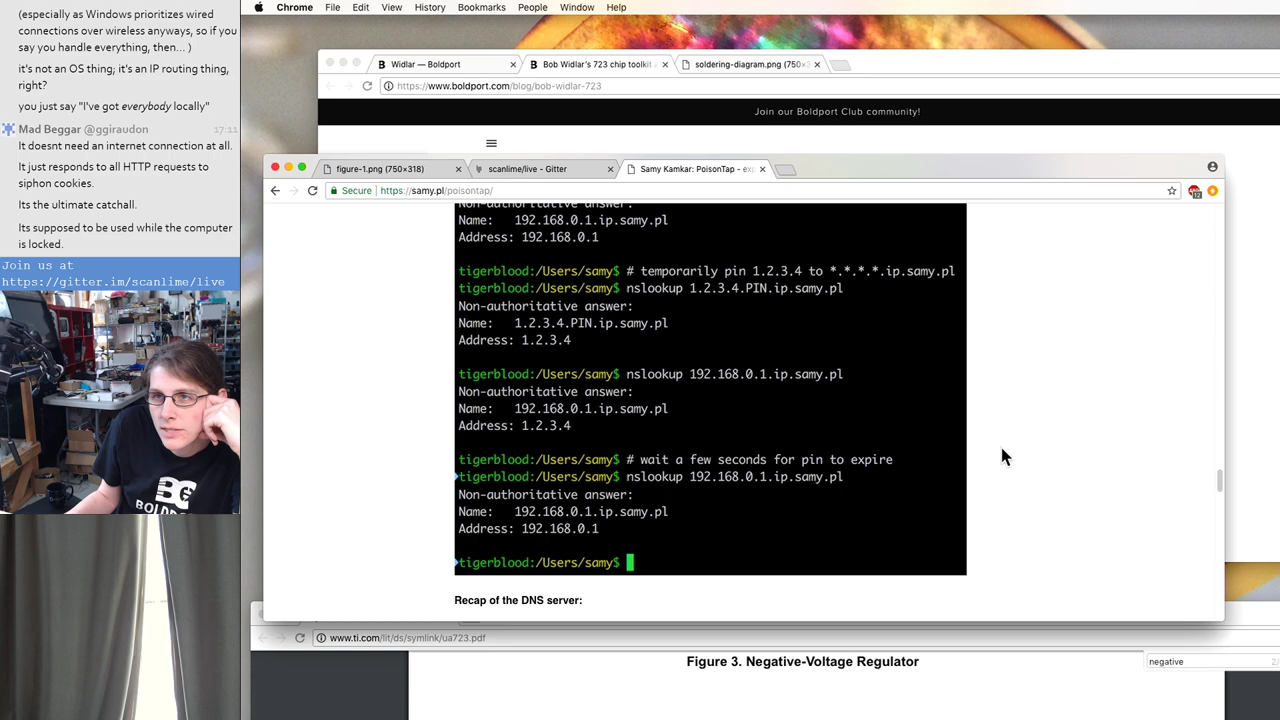 (especially as Windows prioritizes wired
connections over wireless anyways, so if you
say you handle everything, then… )
it's not an OS thing; it's an IP routing thing,
right?
you just say "I've got everybody locally"
Mad Beggar @ggiraudon 17:11
It doesnt need an internet connection at all.
It just responds to all HTTP requests to
siphon cookies.
Its the ultimate catchall.
Its supposed to be used while the computer
is locked.
Join us at
https://gitter.im/scanlime/live
BOLDPORT
Chrome File Edit View History Bookmarks People Window Help
Widlar — Boldport
Bob Widlar's 723 chip toolkit
soldering-diagram.png (750×
https://www.boldport.com/blog/bob-widlar-723
Join our Boldport Club community!
figure-1.png (750×318)
scanlime/live - Gitter
Samy Kamkar: PoisonTap - exp
Secure https://samy.pl/poisontap/
12
Non-authoritative answer:
Name: 192.168.0.1.ip.samy.pl
Address: 192.168.0.1
tigerblood:/Users/samy$ # temporarily pin 1.2.3.4 to *.*.*.*.ip.samy.pl
tigerblood:/Users/samy$ nslookup 1.2.3.4.PIN.ip.samy.pl
Non-authoritative answer:
Name: 1.2.3.4.PIN.ip.samy.pl
Address: 1.2.3.4
tigerblood:/Users/samy$ nslookup 192.168.0.1.ip.samy.pl
Non-authoritative answer:
Name: 192.168.0.1.ip.samy.pl
Address: 1.2.3.4
tigerblood:/Users/samy$ # wait a few seconds for pin to expire
tigerblood:/Users/samy$ nslookup 192.168.0.1.ip.samy.pl
Non-authoritative answer:
Name: 192.168.0.1.ip.samy.pl
Address: 192.168.0.1
tigerblood:/Users/samy$
Recap of the DNS server:
www.ti.com/lit/ds/symlink/ua723.pdf
Figure 3. Negative-Voltage Regulator
negative